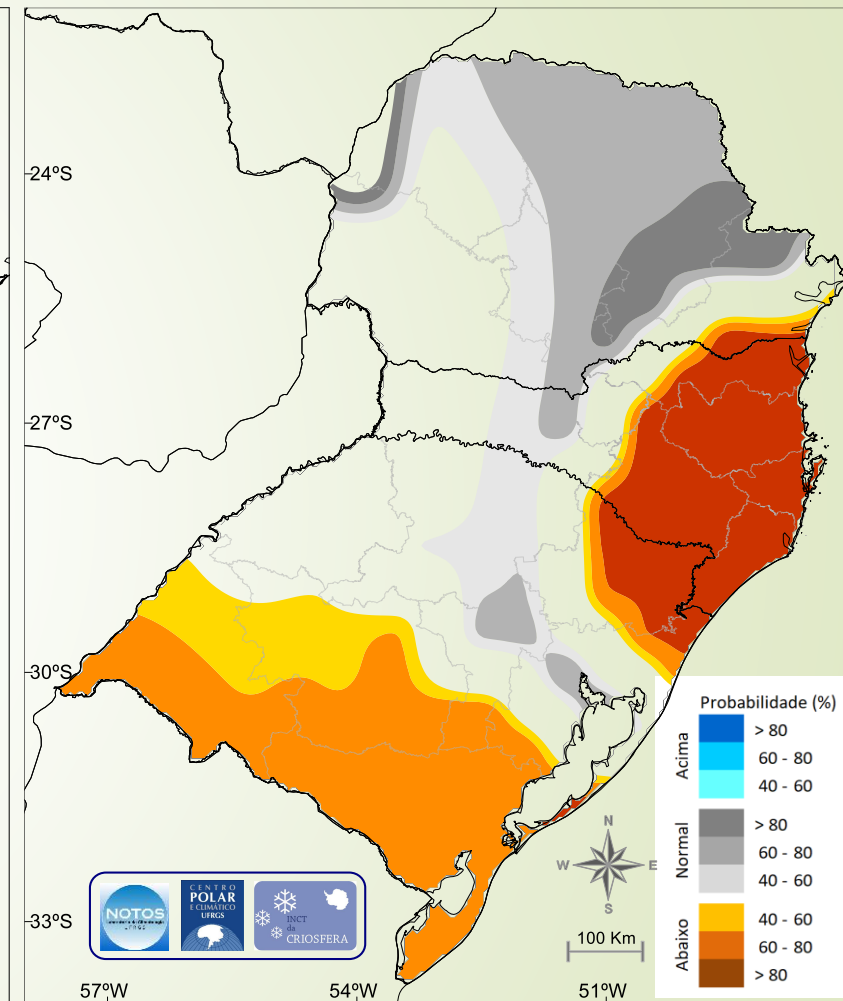 24ºS
27ºS
30ºS
33ºS
57ºW
54ºW
51ºW
Probabilidade (%)
Acima
> 80
60 - 80
40 - 60
Normal
> 80
60 - 80
40 - 60
Abaixo
40 - 60
60 - 80
> 80
N
W
E
S
100 Km
NOTOS
UFRGS
CENTRO
POLAR
E CLIMÁTICO
UFRGS
INCT
da
CRIOSFERA